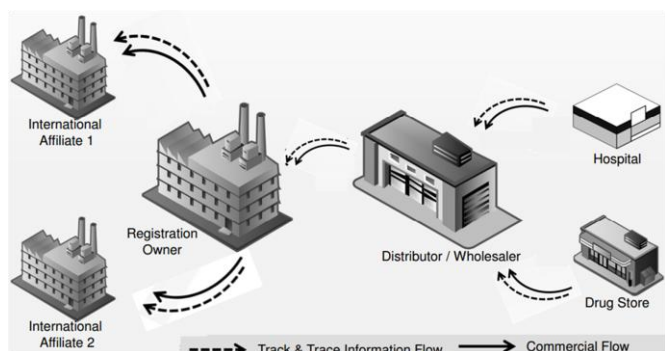 International
Affiliate 1
Registration
Owner
International
Affiliate 2
Distributor / Wholesaler
Hospital
Drug Store
Track & Trace Information Flow
Commercial Flow